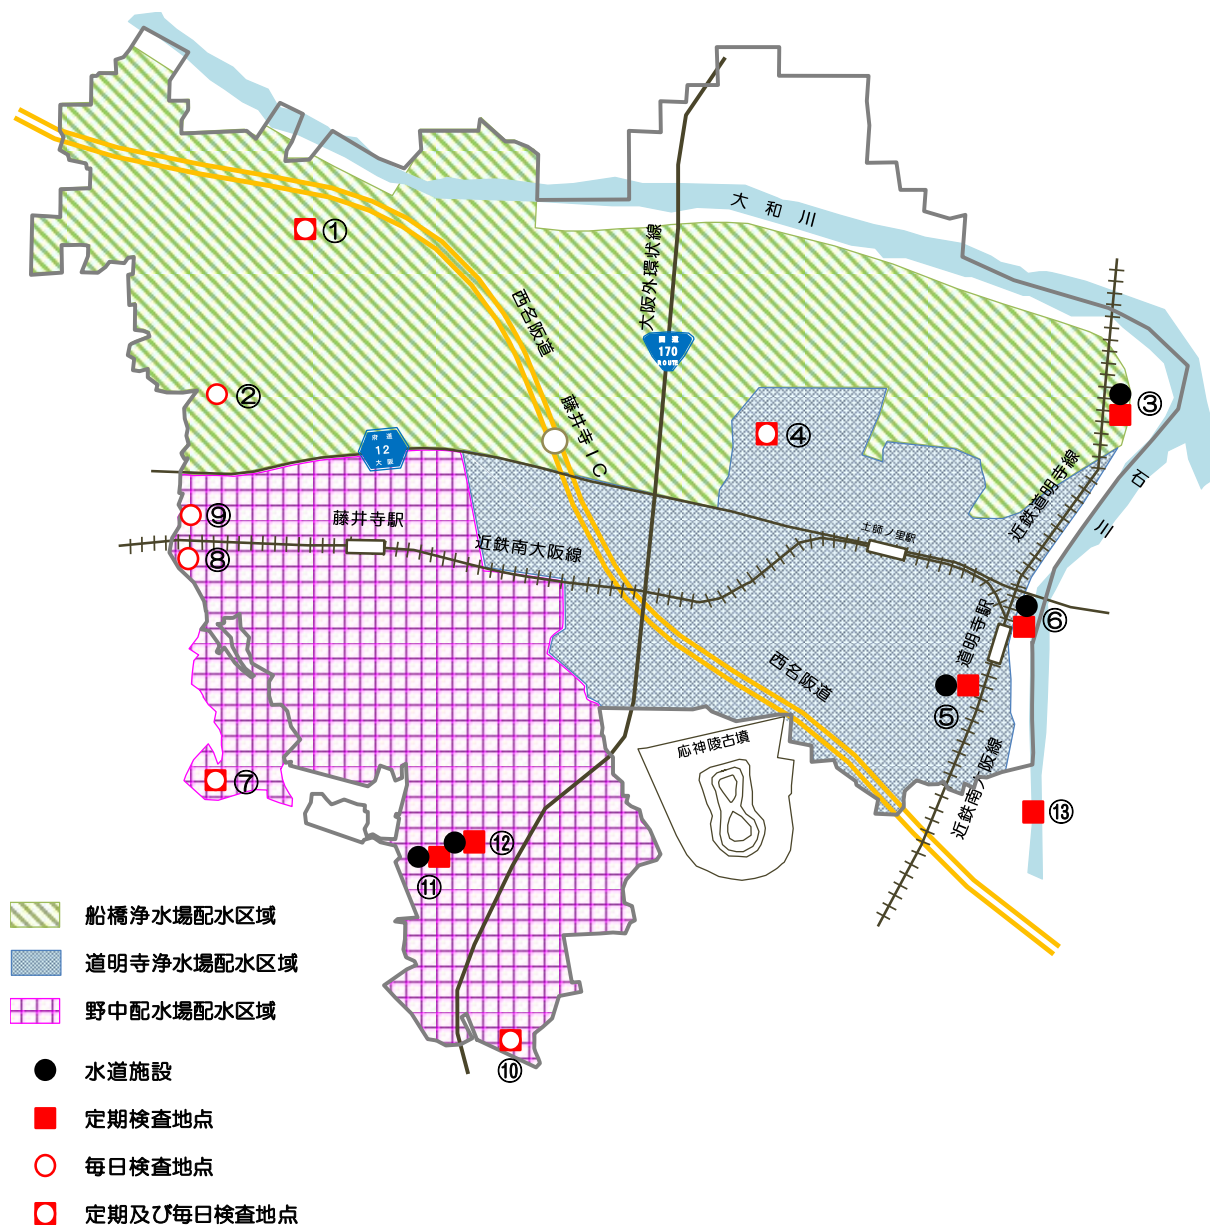 大和川
①
大阪外環状線
西名阪道
国道
170
ROUTE
②
藤井寺IC
③
府道
12
大阪
④
近鉄道明寺線
石川
⑨
藤井寺駅
土師ノ里駅
近鉄南大阪線
⑧
道明寺駅
⑥
西名阪道
⑤
応神陵古墳
近鉄南大阪線
⑦
⑬
⑫
⑪
⑩
船橋浄水場配水区域
道明寺浄水場配水区域
野中配水場配水区域
水道施設
定期検査地点
毎日検査地点
定期及び毎日検査地点